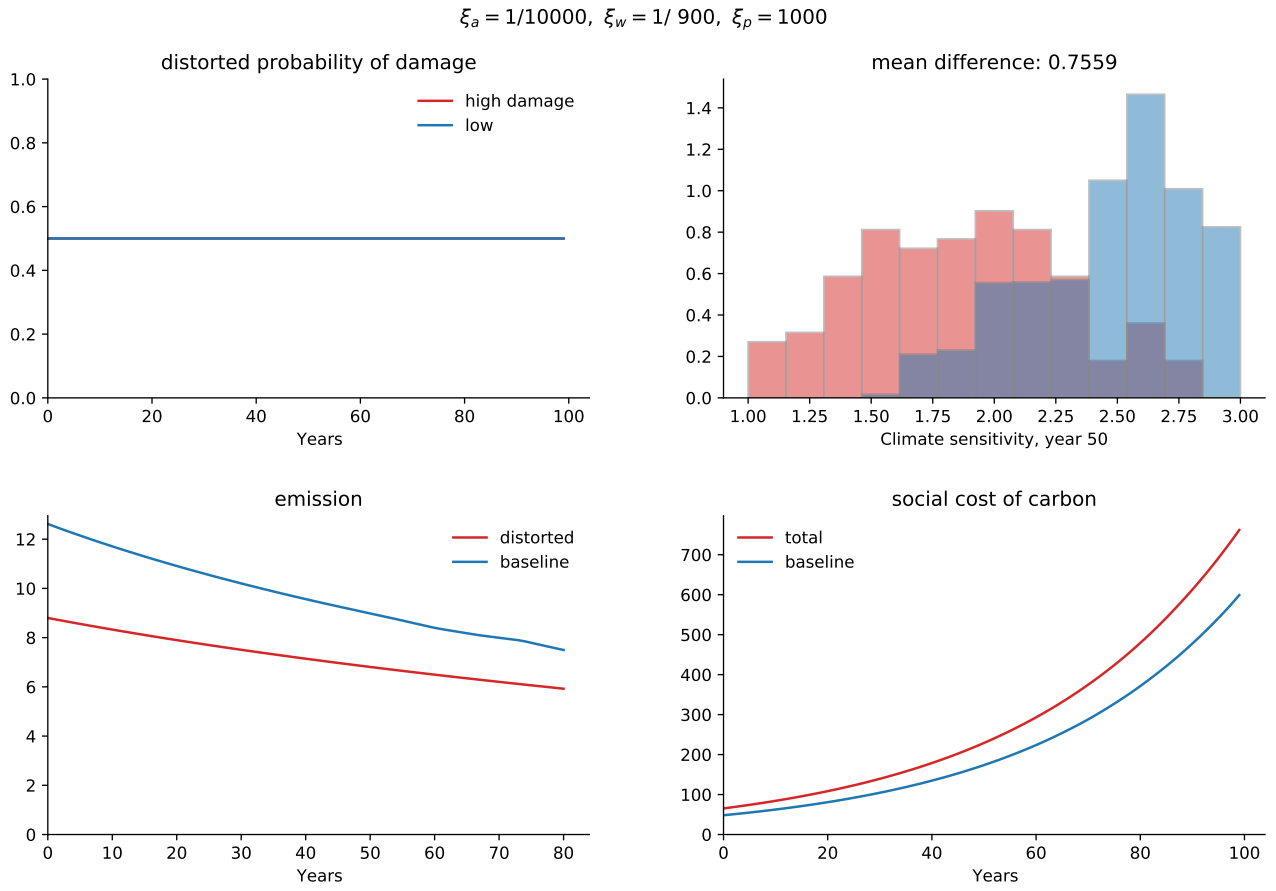 ξₐ = 1/10000, ξ_w = 1/ 900, ξₚ = 1000
distorted probability of damage
1.0
0.8
0.6
0.4
0.2
0.0
high damage
low
0 20 40 60 80 100
Years
mean difference: 0.7559
1.4
1.2
1.0
0.8
0.6
0.4
0.2
0.0
1.00 1.25 1.50 1.75 2.00 2.25 2.50 2.75 3.00
Climate sensitivity, year 50
emission
12
10
8
6
4
2
0
distorted
baseline
0 10 20 30 40 50 60 70 80
Years
social cost of carbon
700
600
500
400
300
200
100
0
total
baseline
0 20 40 60 80 100
Years